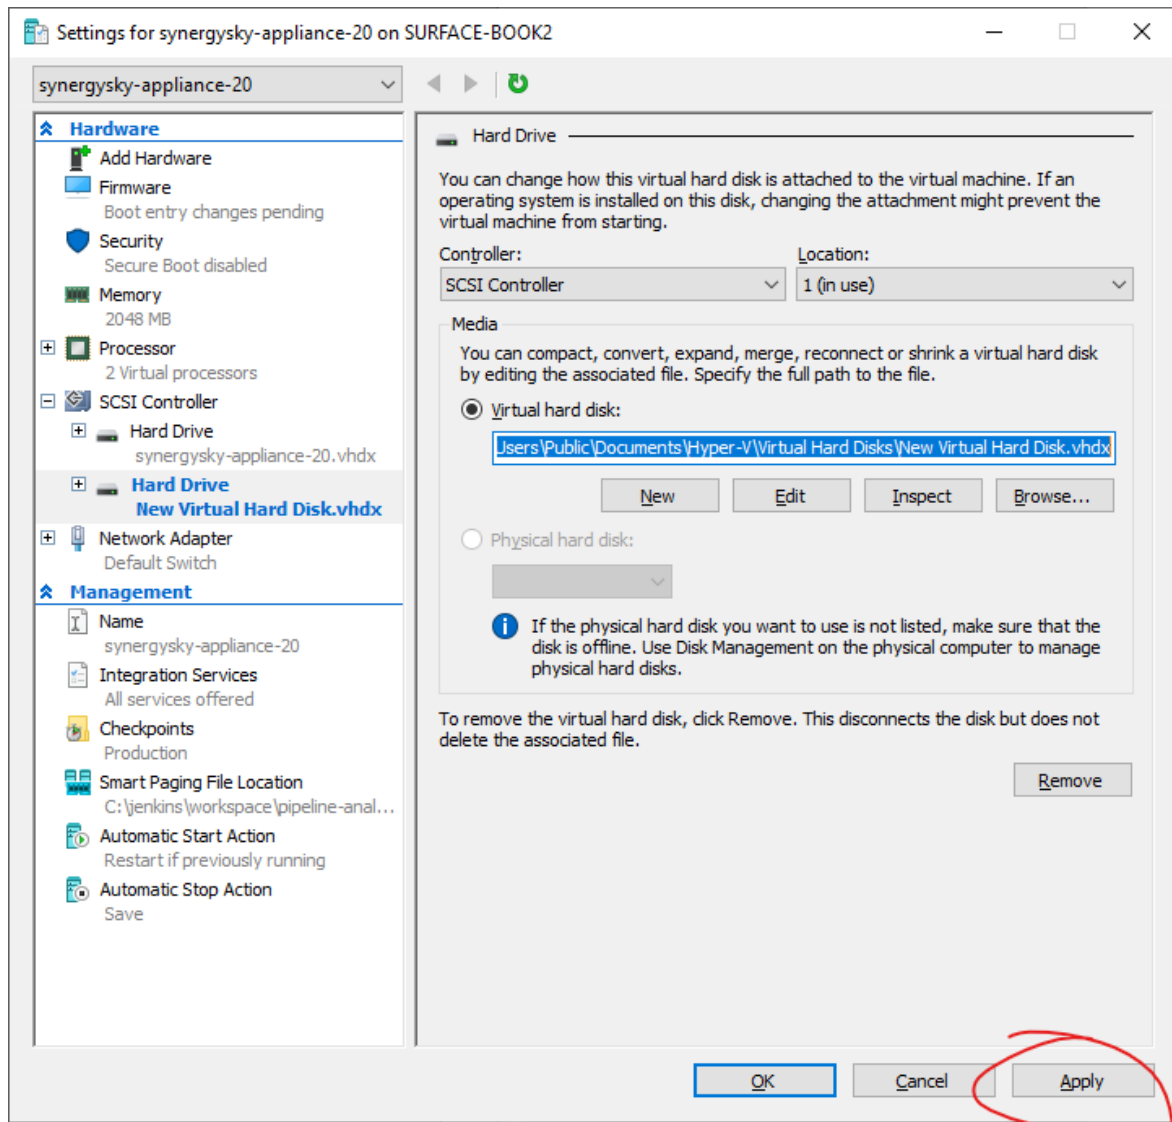 Settings for synergysky-appliance-20 on SURFACE-BOOK2
synergysky-appliance-20
Hardware
Add Hardware
Firmware
Boot entry changes pending
Security
Secure Boot disabled
Memory
2048 MB
Processor
2 Virtual processors
SCSI Controller
Hard Drive
synergysky-appliance-20.vhdx
Hard Drive
New Virtual Hard Disk.vhdx
Network Adapter
Default Switch
Management
Name
synergysky-appliance-20
Integration Services
All services offered
Checkpoints
Production
Smart Paging File Location
C:\jenkins\workspace\pipeline-anal...
Automatic Start Action
Restart if previously running
Automatic Stop Action
Save
Hard Drive
You can change how this virtual hard disk is attached to the virtual machine. If an
operating system is installed on this disk, changing the attachment might prevent the
virtual machine from starting.
Controller:
Location:
SCSI Controller
1 (in use)
Media
You can compact, convert, expand, merge, reconnect or shrink a virtual hard disk
by editing the associated file. Specify the full path to the file.
Virtual hard disk:
Users\Public\Documents\Hyper-V\Virtual Hard Disks\New Virtual Hard Disk.vhdx
New
Edit
Inspect
Browse...
Physical hard disk:
If the physical hard disk you want to use is not listed, make sure that the
disk is offline. Use Disk Management on the physical computer to manage
physical hard disks.
To remove the virtual hard disk, click Remove. This disconnects the disk but does not
delete the associated file.
Remove
OK
Cancel
Apply